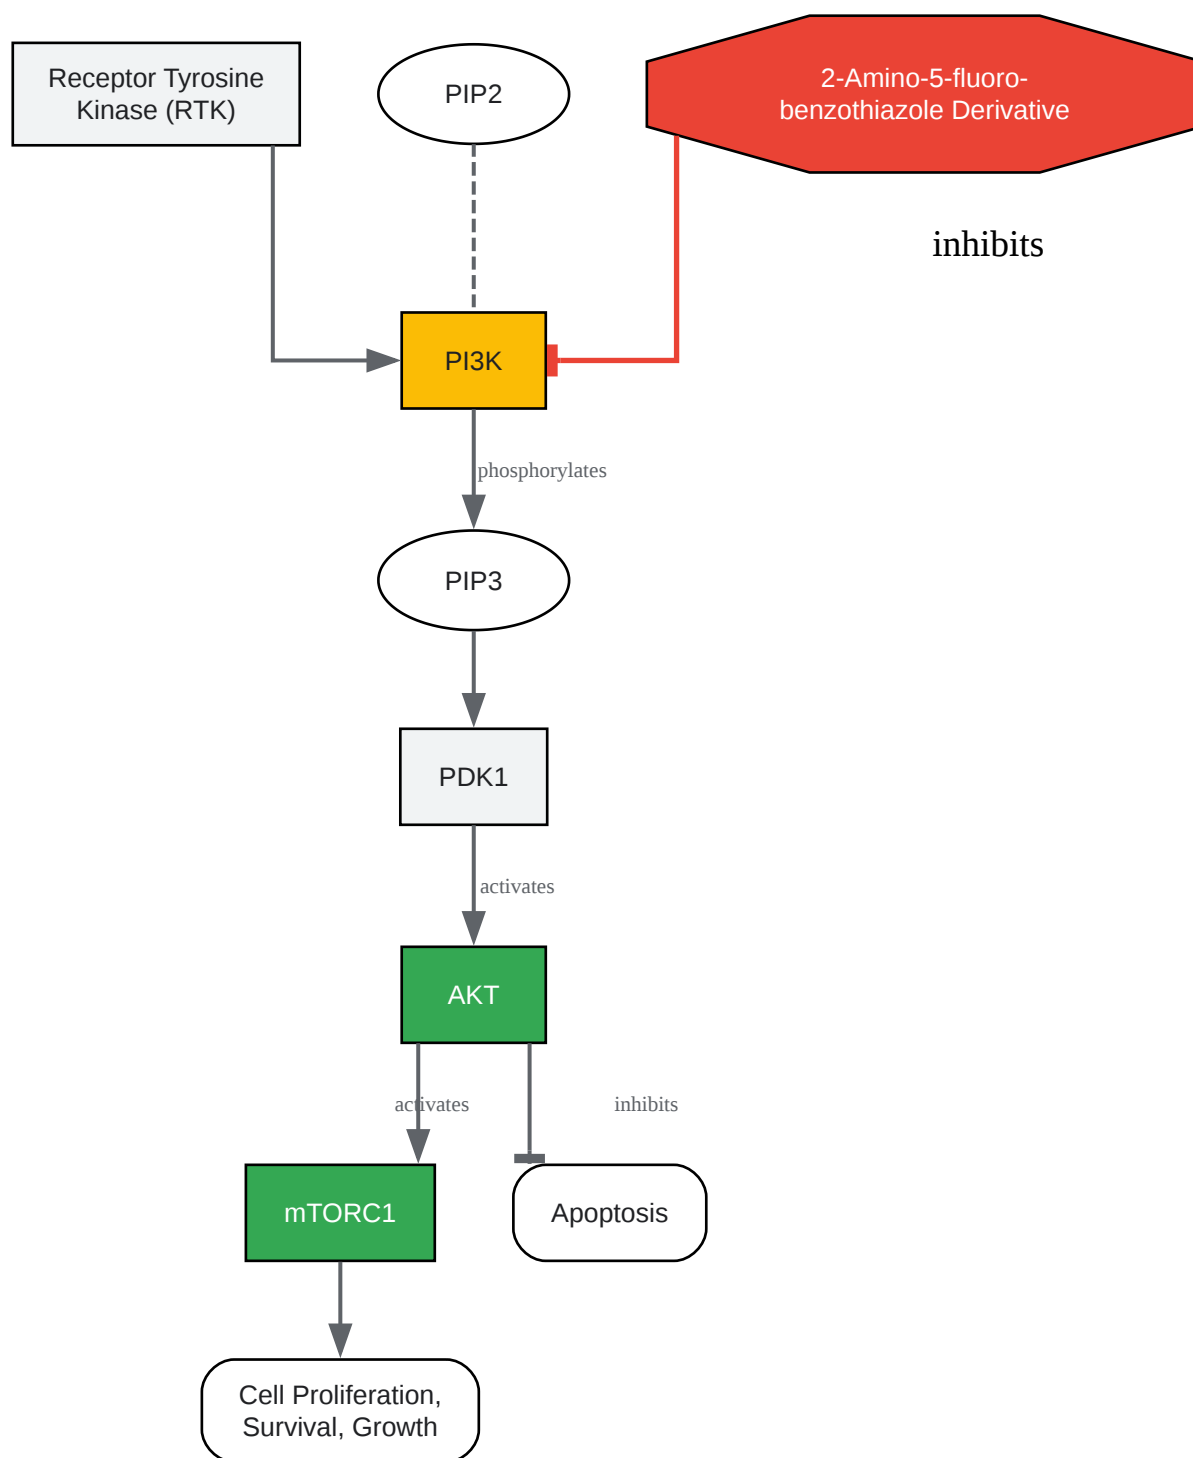 Receptor Tyrosine
Kinase (RTK)
PIP2
2-Amino-5-fluoro-
benzothiazole Derivative
inhibits
PI3K
phosphorylates
PIP3
PDK1
activates
AKT
activates
inhibits
mTORC1
Apoptosis
Cell Proliferation,
Survival, Growth